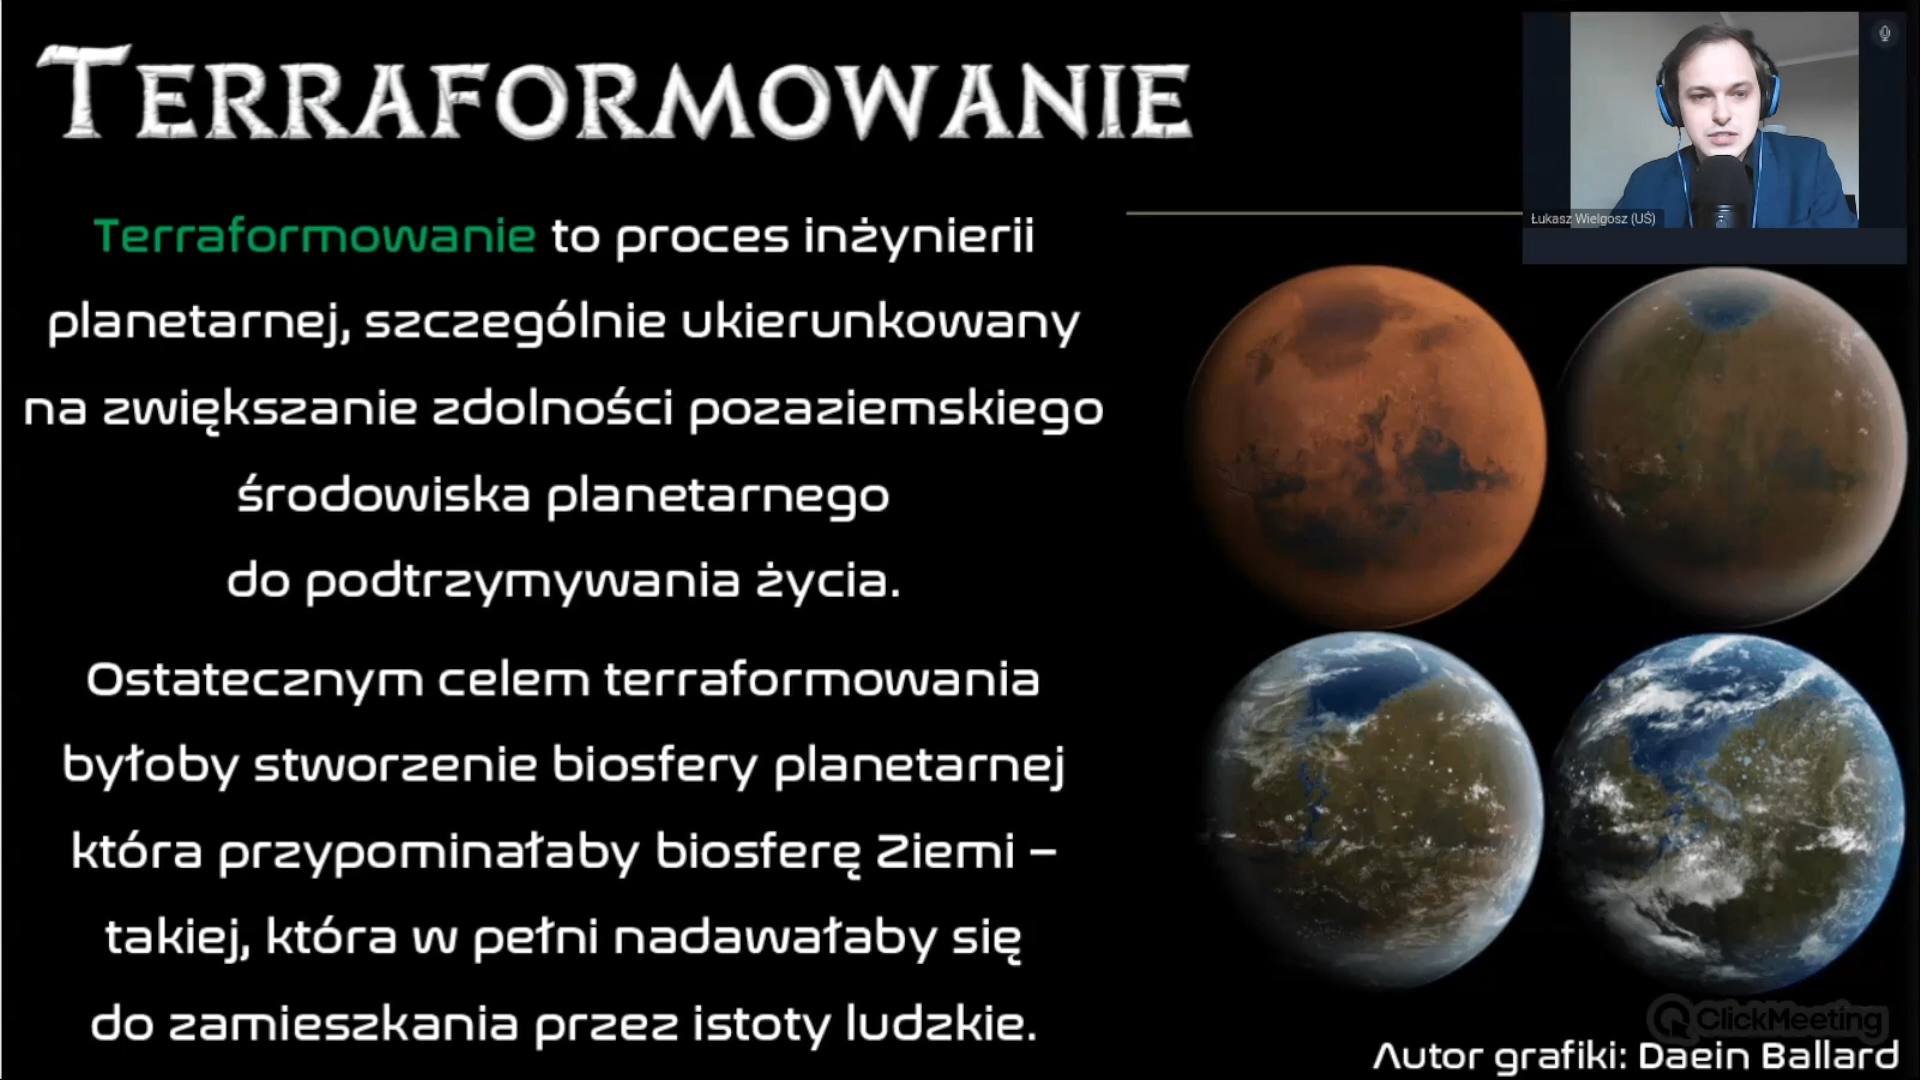 TERRAFORMOWANIE
Łukasz Wielgosz (UŚ)
Terraformowanie to proces inżynierii
planetarnej, szczególnie ukierunkowany
na zwiększanie zdolności pozaziemskiego
środowiska planetarnego
do podtrzymywania życia.
Ostatecznym celem terraformowania
byłoby stworzenie biosfery planetarnej
która przypominałaby biosferę Ziemi –
takiej, która w pełni nadawałaby się
do zamieszkania przez istoty ludzkie.
ClickMeeting
Autor grafiki: Daein Ballard